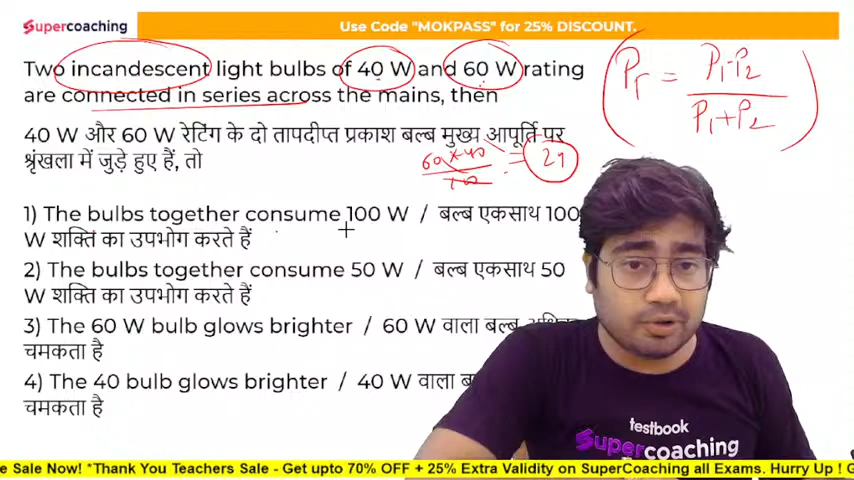 Supercoaching
Use Code "MOKPASS" for 25% DISCOUNT.
Two incandescent light bulbs of 40 W and 60 W rating
are connected in series across the mains, then
40 W और 60 W रेटिंग के दो तापदीप्त प्रकाश बल्ब मुख्य आपूर्ति पर
श्रृंखला में जुड़े हुए हैं, तो
P₁·P₂
=
P₁+P₂
60 x 40
100
= 24
1) The bulbs together consume 100 W / बल्ब एकसाथ 100
W शक्ति का उपभोग करते हैं
2) The bulbs together consume 50 W / बल्ब एकसाथ 50
W शक्ति का उपभोग करते हैं
3) The 60 W bulb glows brighter / 60 W वाला बल्ब
चमकता है
4) The 40 bulb glows brighter / 40 W वाला
चमकता है
testbook
Supercoaching
e Sale Now! *Thank You Teachers Sale - Get upto 70% OFF + 25% Extra Validity on SuperCoaching all Exams. Hurry Up ! G